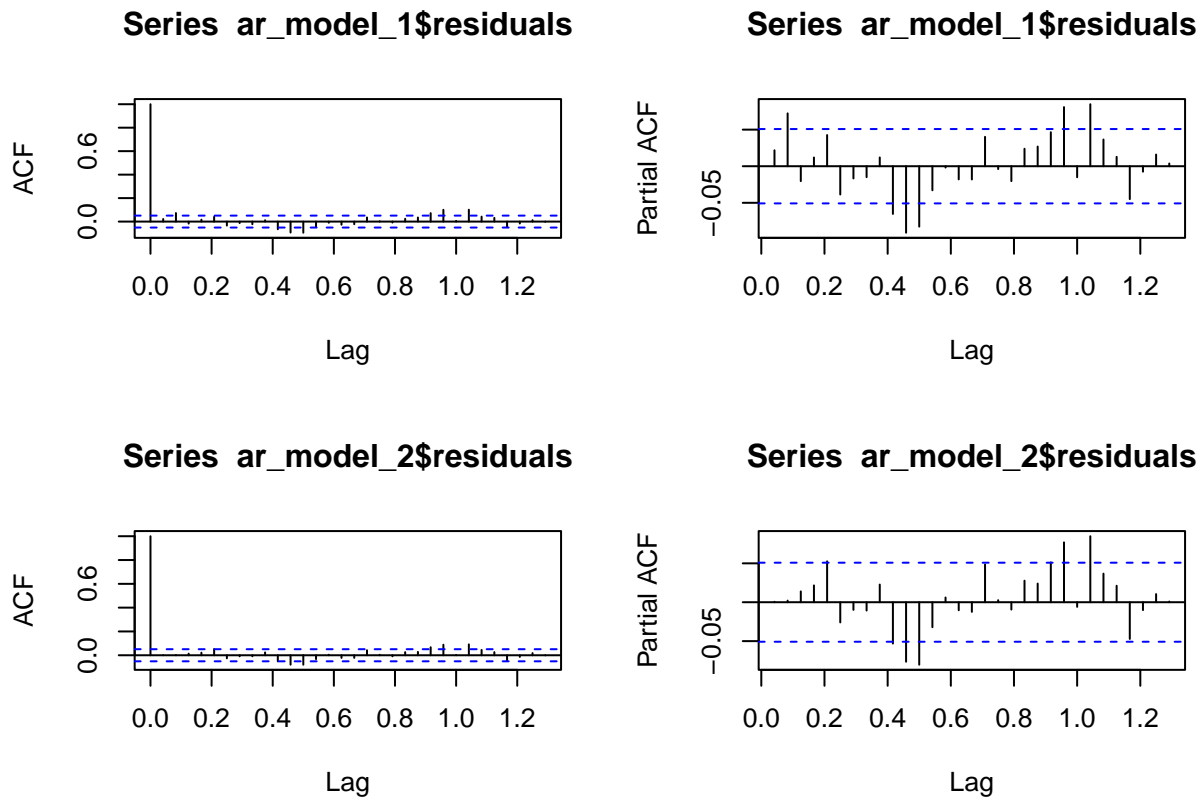 Series ar_model_1$residuals
ACF
0.0 0.6
0.0 0.2 0.4 0.6 0.8 1.0 1.2
Lag
Series ar_model_1$residuals
Partial ACF
−0.05
0.0 0.2 0.4 0.6 0.8 1.0 1.2
Lag
Series ar_model_2$residuals
ACF
0.0 0.6
0.0 0.2 0.4 0.6 0.8 1.0 1.2
Lag
Series ar_model_2$residuals
Partial ACF
−0.05
0.0 0.2 0.4 0.6 0.8 1.0 1.2
Lag